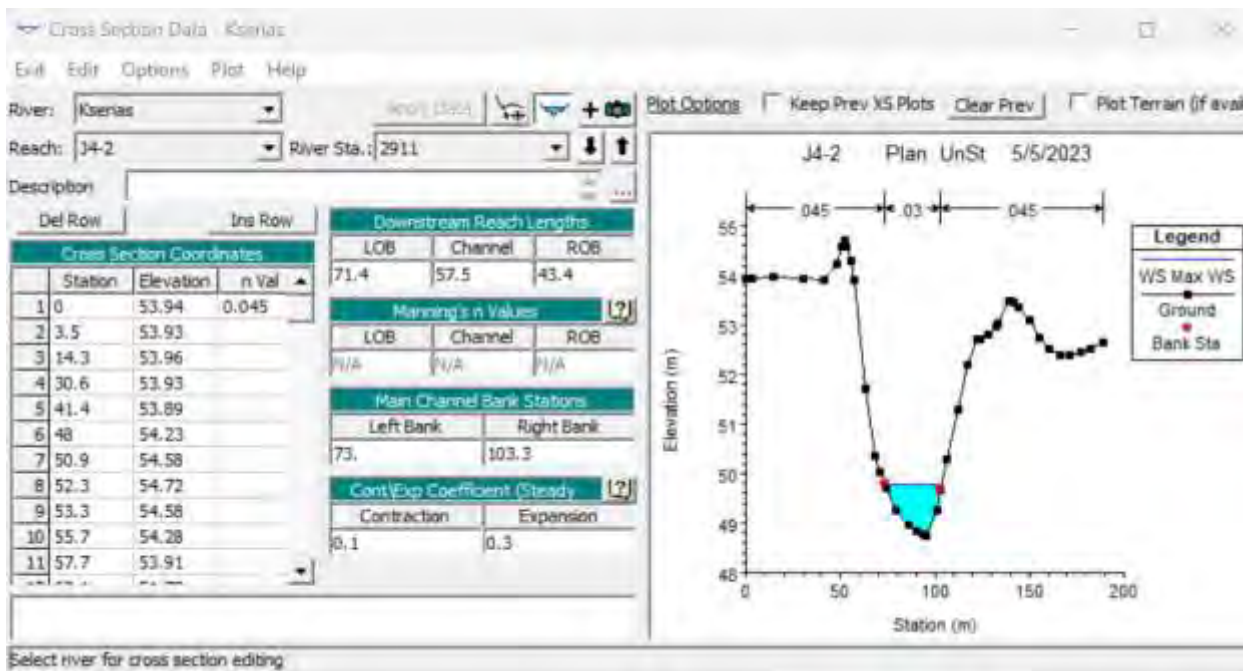 Cross Section Data - Kserias
Exit Edit Options Plot Help
River: Kserias Apply Data Plot Options Keep Prev XS Plots Clear Prev Plot Terrain (if avail
Reach: J4-2 River Sta.: 2911
Description ...
Del Row Ins Row
Cross Section Coordinates
Station Elevation n Val
1 0 53.94 0.045
2 3.5 53.93
3 14.3 53.96
4 30.6 53.93
5 41.4 53.89
6 48 54.23
7 50.9 54.58
8 52.3 54.72
9 53.3 54.58
10 55.7 54.28
11 57.7 53.91
Downstream Reach Lengths
LOB Channel ROB
71.4 57.5 43.4
Manning's n Values ?
LOB Channel ROB
N/A N/A N/A
Main Channel Bank Stations
Left Bank Right Bank
73. 103.3
Cont\Exp Coefficient (Steady ?
Contraction Expansion
0.1 0.3
J4-2 Plan UnSt 5/5/2023
.045 .03 .045
55
54
53
52
51
50
49
48
0 50 100 150 200
Elevation (m)
Station (m)
Legend
WS Max WS
Ground
Bank Sta
Select river for cross section editing